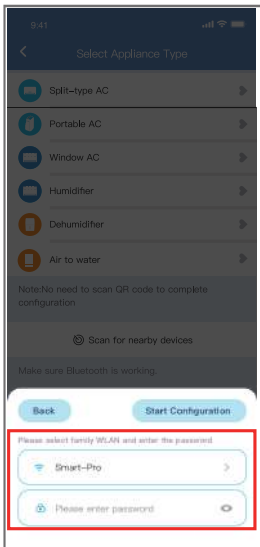 9:41
Select Appliance Type
Split-type AC
Portable AC
Window AC
Humidifier
Dehumidifier
Air to water
Note:No need to scan QR code to complete
configuration
Scan for nearby devices
Make sure Bluetooth is working.
Back
Start Configuration
Please select family WLAN and enter the password
Smart-Pro
Please enter password